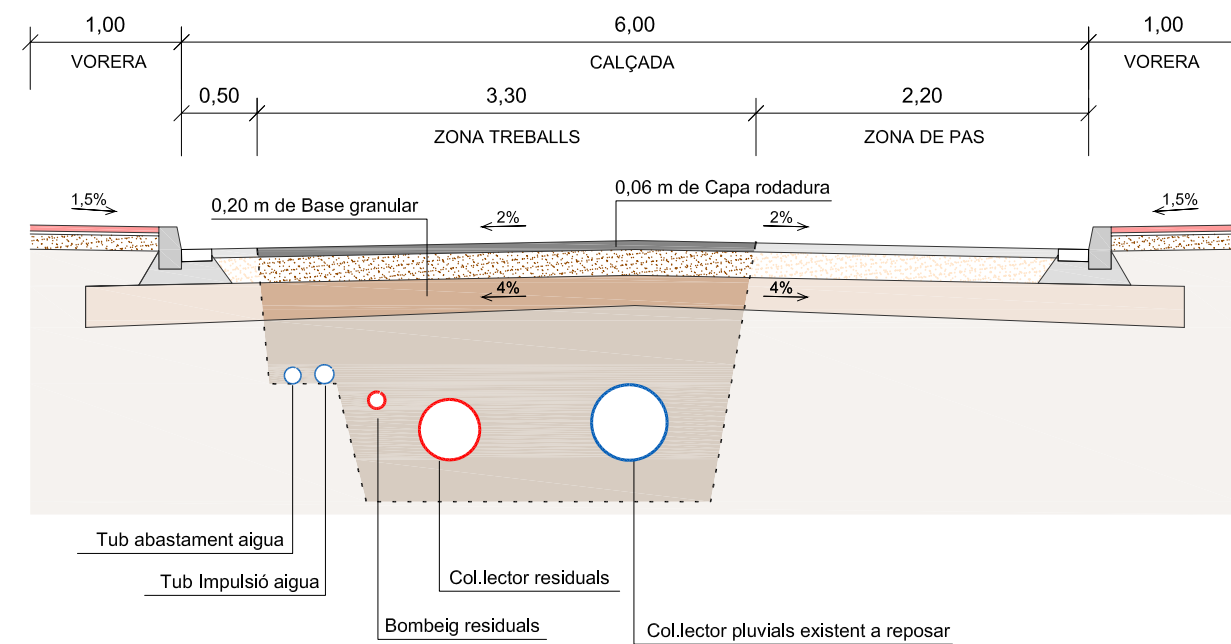 1,00
6,00
1,00
VORERA
CALÇADA
VORERA
0,50
3,30
2,20
ZONA TREBALLS
ZONA DE PAS
1,5%
0,20 m de Base granular
2%
0,06 m de Capa rodadura
2%
1,5%
4%
4%
Tub abastament aigua
Tub Impulsió aigua
Col.lector residuals
Bombeig residuals
Col.lector pluvials existent a reposar